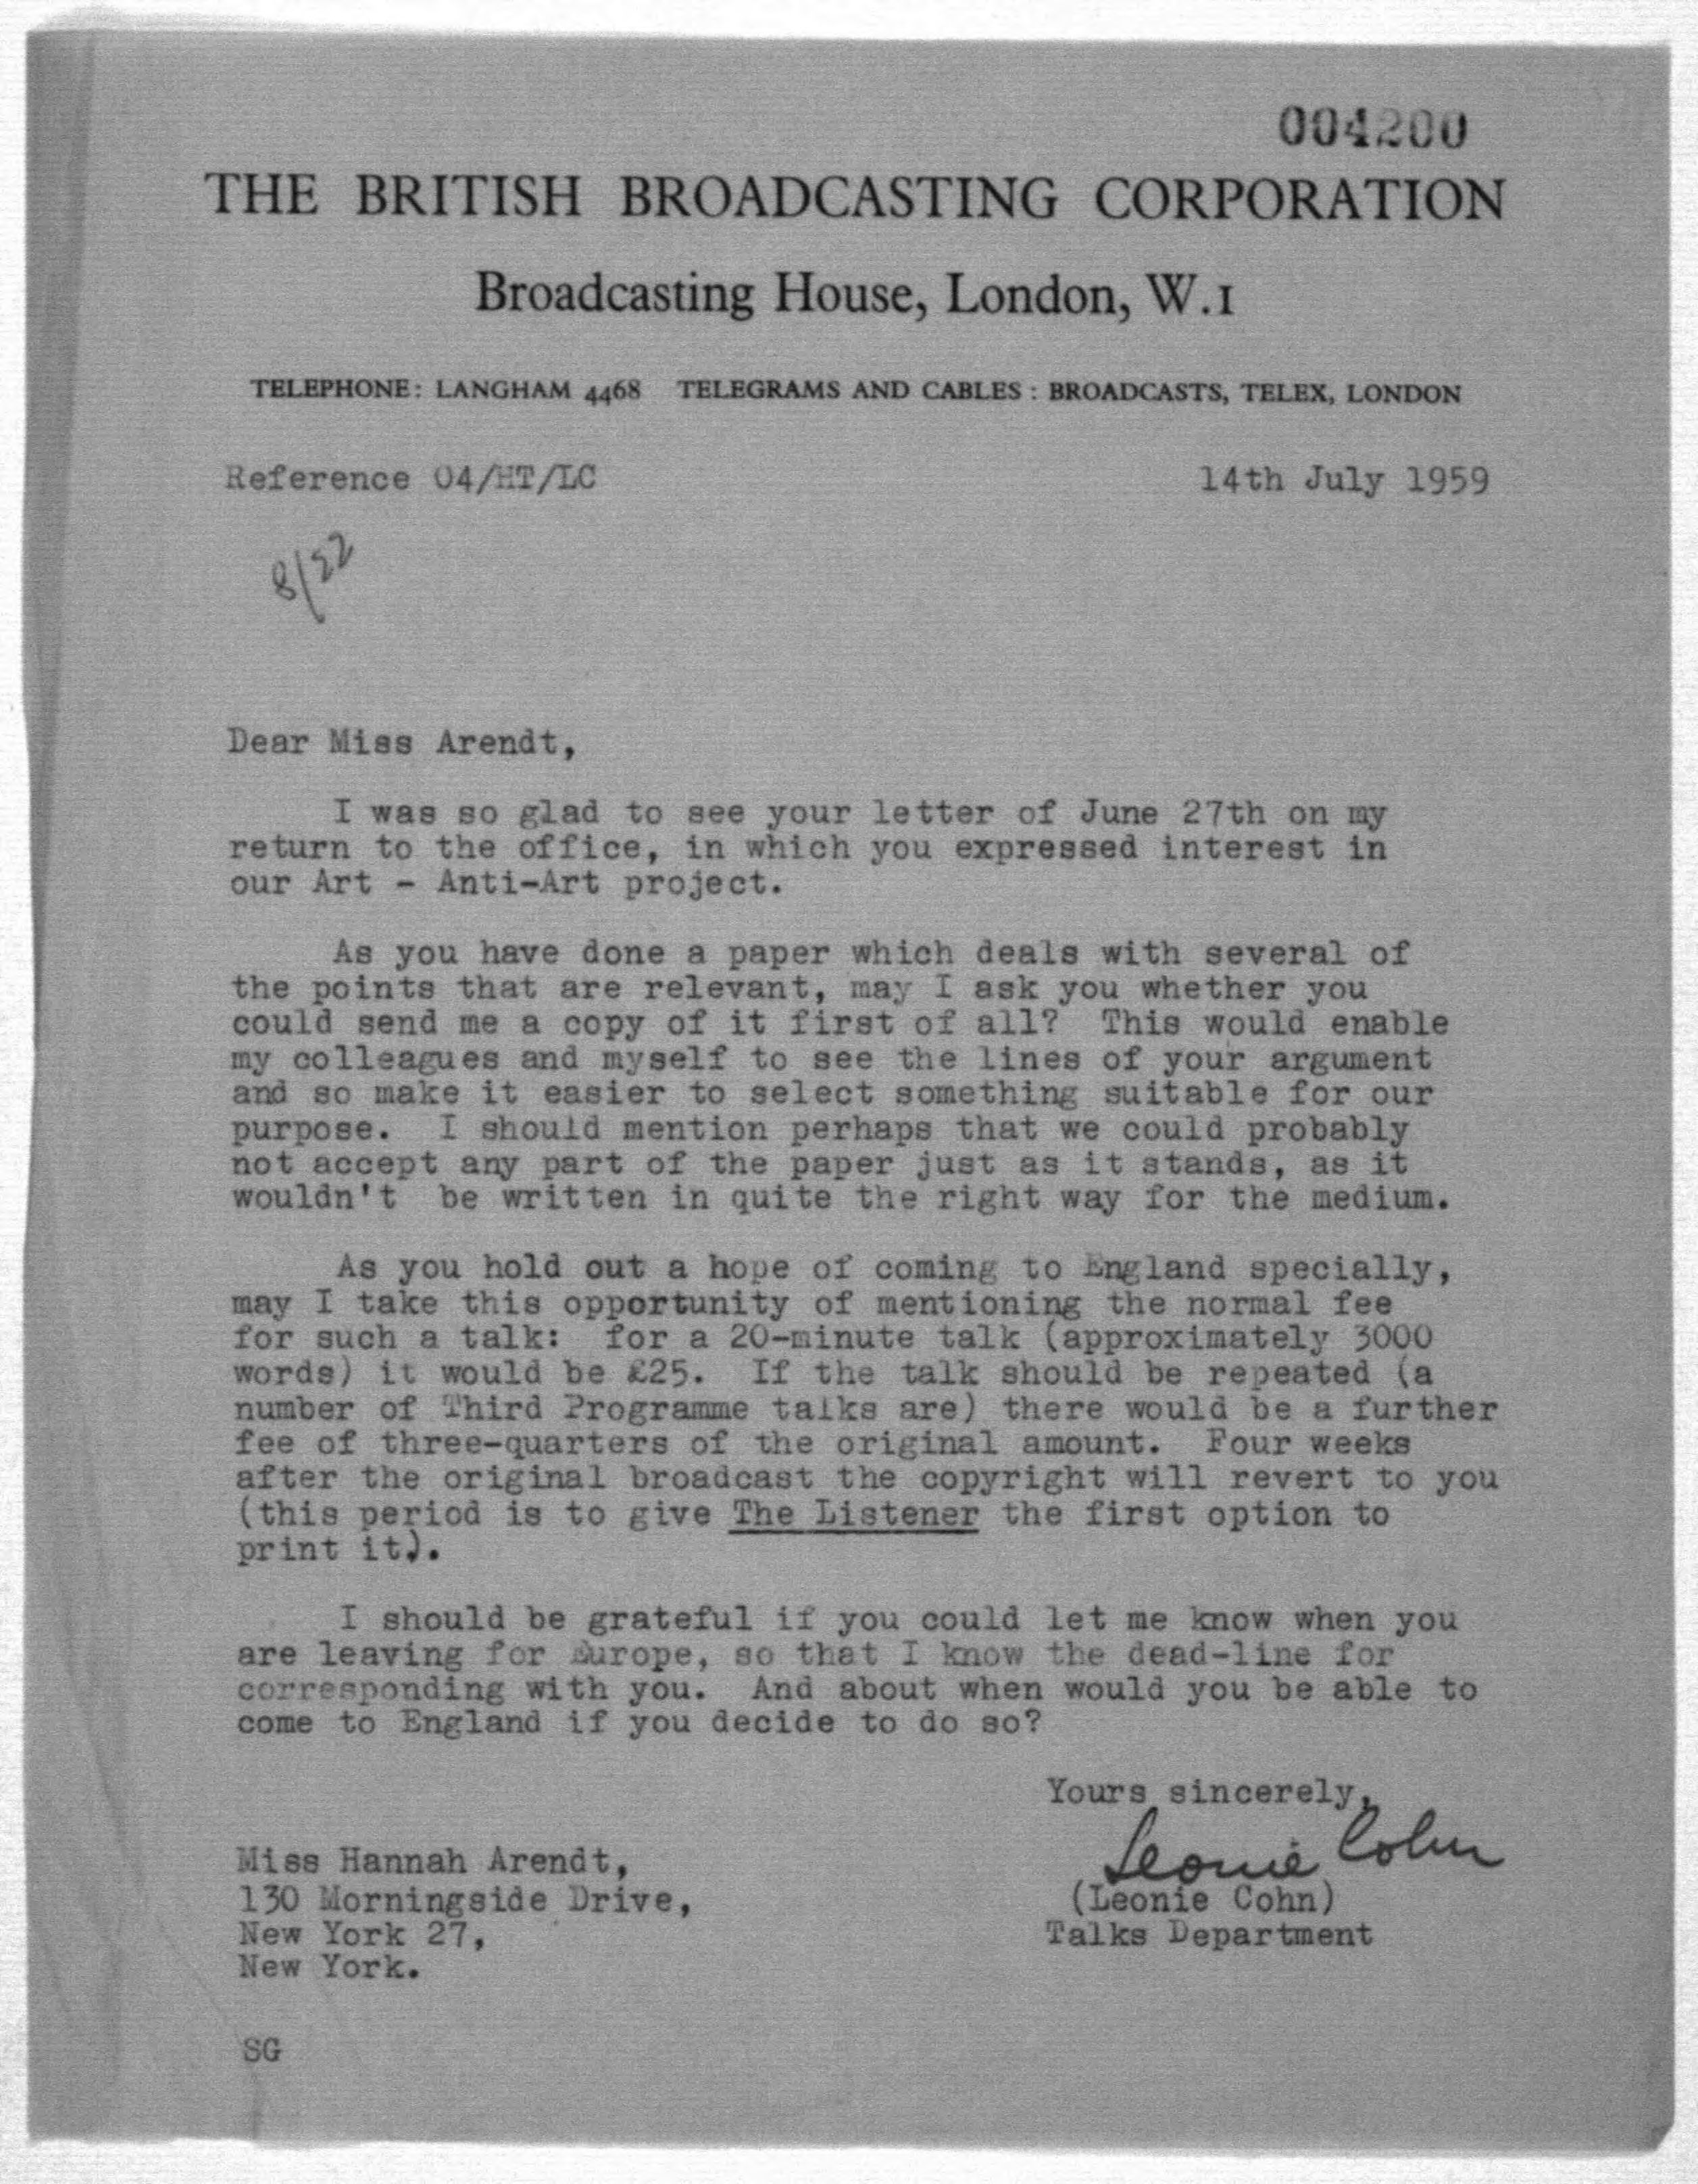 004200
THE BRITISH BROADCASTING CORPORATION
Broadcasting House, London, W.1
TELEPHONE: LANGHAM 4468 TELEGRAMS AND CABLES : BROADCASTS, TELEX, LONDON
Reference 04/HT/LC 14th July 1959
8/22
Dear Miss Arendt,
I was so glad to see your letter of June 27th on my
return to the office, in which you expressed interest in
our Art - Anti-Art project.
As you have done a paper which deals with several of
the points that are relevant, may I ask you whether you
could send me a copy of it first of all? This would enable
my colleagues and myself to see the lines of your argument
and so make it easier to select something suitable for our
purpose. I should mention perhaps that we could probably
not accept any part of the paper just as it stands, as it
wouldn't be written in quite the right way for the medium.
As you hold out a hope of coming to England specially,
may I take this opportunity of mentioning the normal fee
for such a talk: for a 20-minute talk (approximately 3000
words) it would be £25. If the talk should be repeated (a
number of Third Programme talks are) there would be a further
fee of three-quarters of the original amount. Four weeks
after the original broadcast the copyright will revert to you
(this period is to give The Listener the first option to
print it).
I should be grateful if you could let me know when you
are leaving for Europe, so that I know the dead-line for
corresponding with you. And about when would you be able to
come to England if you decide to do so?
Yours sincerely,
Leonie Cohn
(Leonie Cohn)
Talks Department
Miss Hannah Arendt,
130 Morningside Drive,
New York 27,
New York.
SG